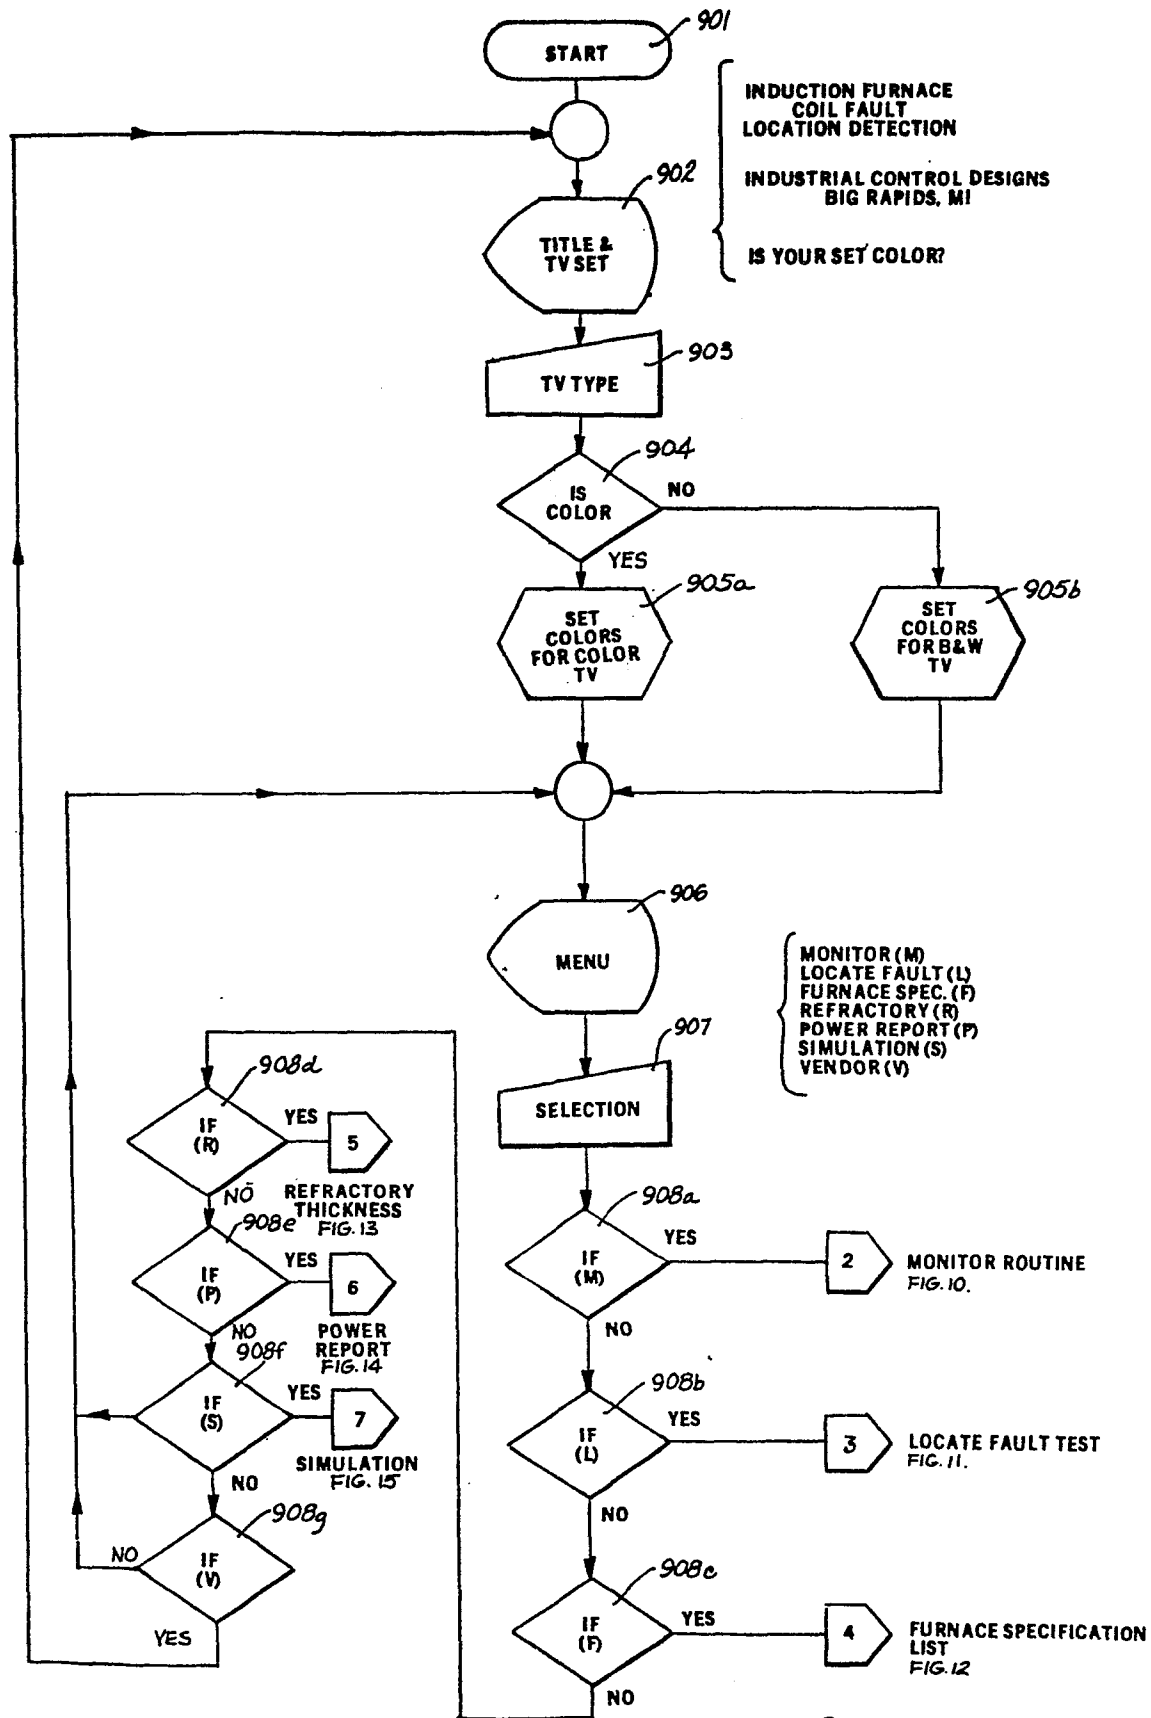 901
START
INDUCTION FURNACE
COIL FAULT
LOCATION DETECTION
INDUSTRIAL CONTROL DESIGNS
BIG RAPIDS, MI
IS YOUR SET COLOR?
902
TITLE &
TV SET
903
TV TYPE
904
IS
COLOR
NO
YES
905a
SET
COLORS
FOR COLOR
TV
905b
SET
COLORS
FOR B&W
TV
906
MENU
MONITOR (M)
LOCATE FAULT (L)
FURNACE SPEC. (F)
REFRACTORY (R)
POWER REPORT (P)
SIMULATION (S)
VENDOR (V)
907
SELECTION
908a
IF
(M)
YES
2
MONITOR ROUTINE
FIG. 10.
NO
908b
IF
(L)
YES
3
LOCATE FAULT TEST
FIG. 11.
NO
908c
IF
(F)
YES
4
FURNACE SPECIFICATION
LIST
FIG. 12
NO
908d
IF
(R)
YES
5
REFRACTORY
THICKNESS
FIG. 13
NO
908e
IF
(P)
YES
6
POWER
REPORT
FIG. 14
NO
908f
IF
(S)
YES
7
SIMULATION
FIG. 15
NO
908g
IF
(V)
NO
YES